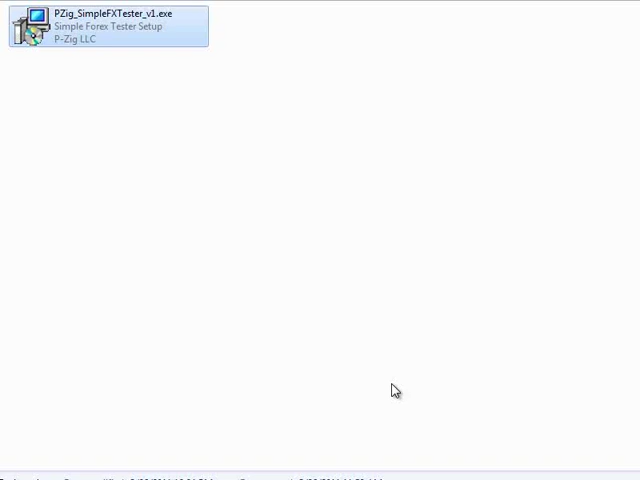 PZig_SimpleFXTester_v1.exe
Simple Forex Tester Setup
P-Zig LLC